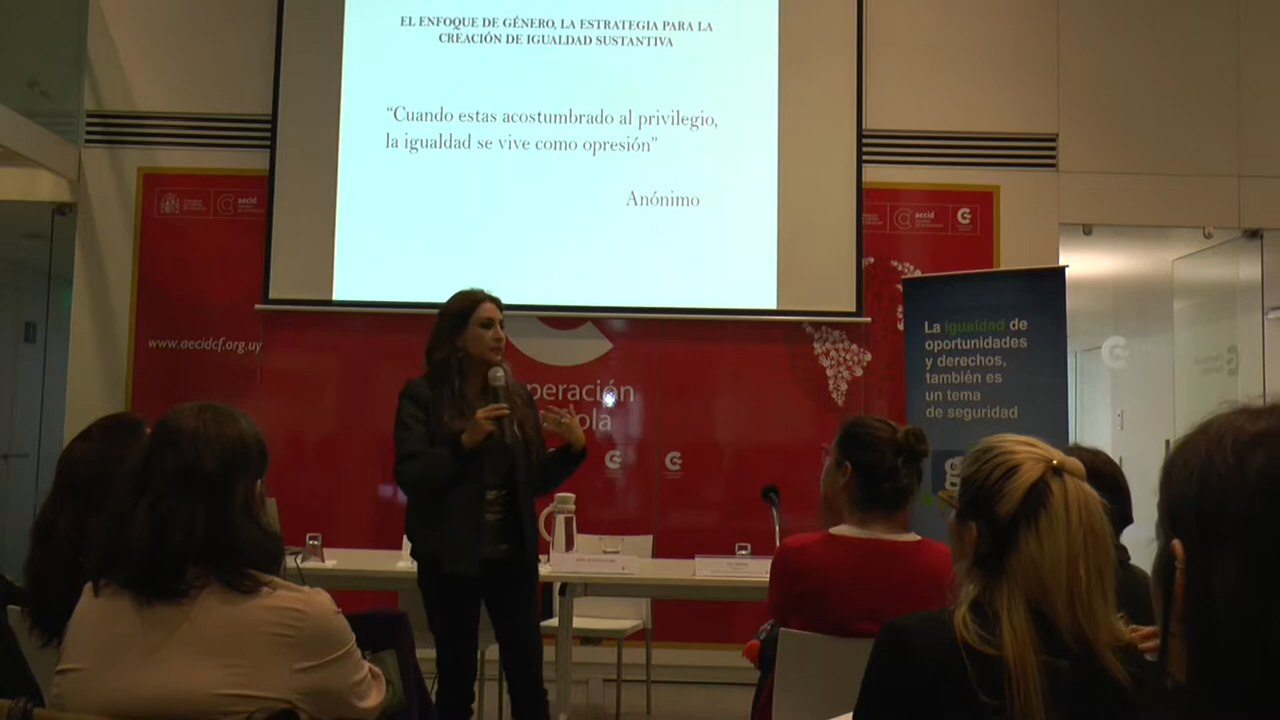 EL ENFOQUE DE GÉNERO, LA ESTRATEGIA PARA LA
CREACIÓN DE IGUALDAD SUSTANTIVA
“Cuando estas acostumbrado al privilegio,
la igualdad se vive como opresión”
Anónimo
aecid
aecid
www.aecidcf.org.uy
peración
ola
La igualdad de
oportunidades
y derechos,
también es
un tema
de seguridad